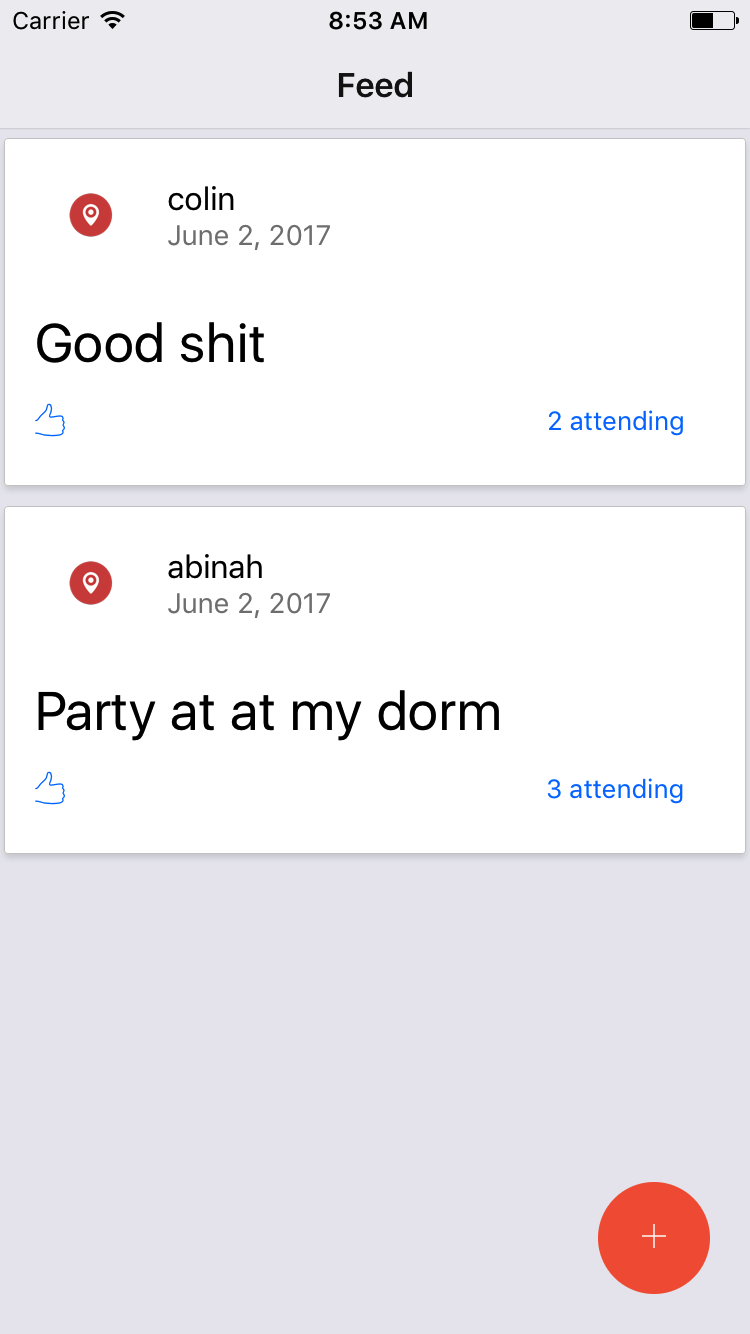 Carrier 8:53 AM
Feed
colin
June 2, 2017
Good shit
2 attending
abinah
June 2, 2017
Party at at my dorm
3 attending